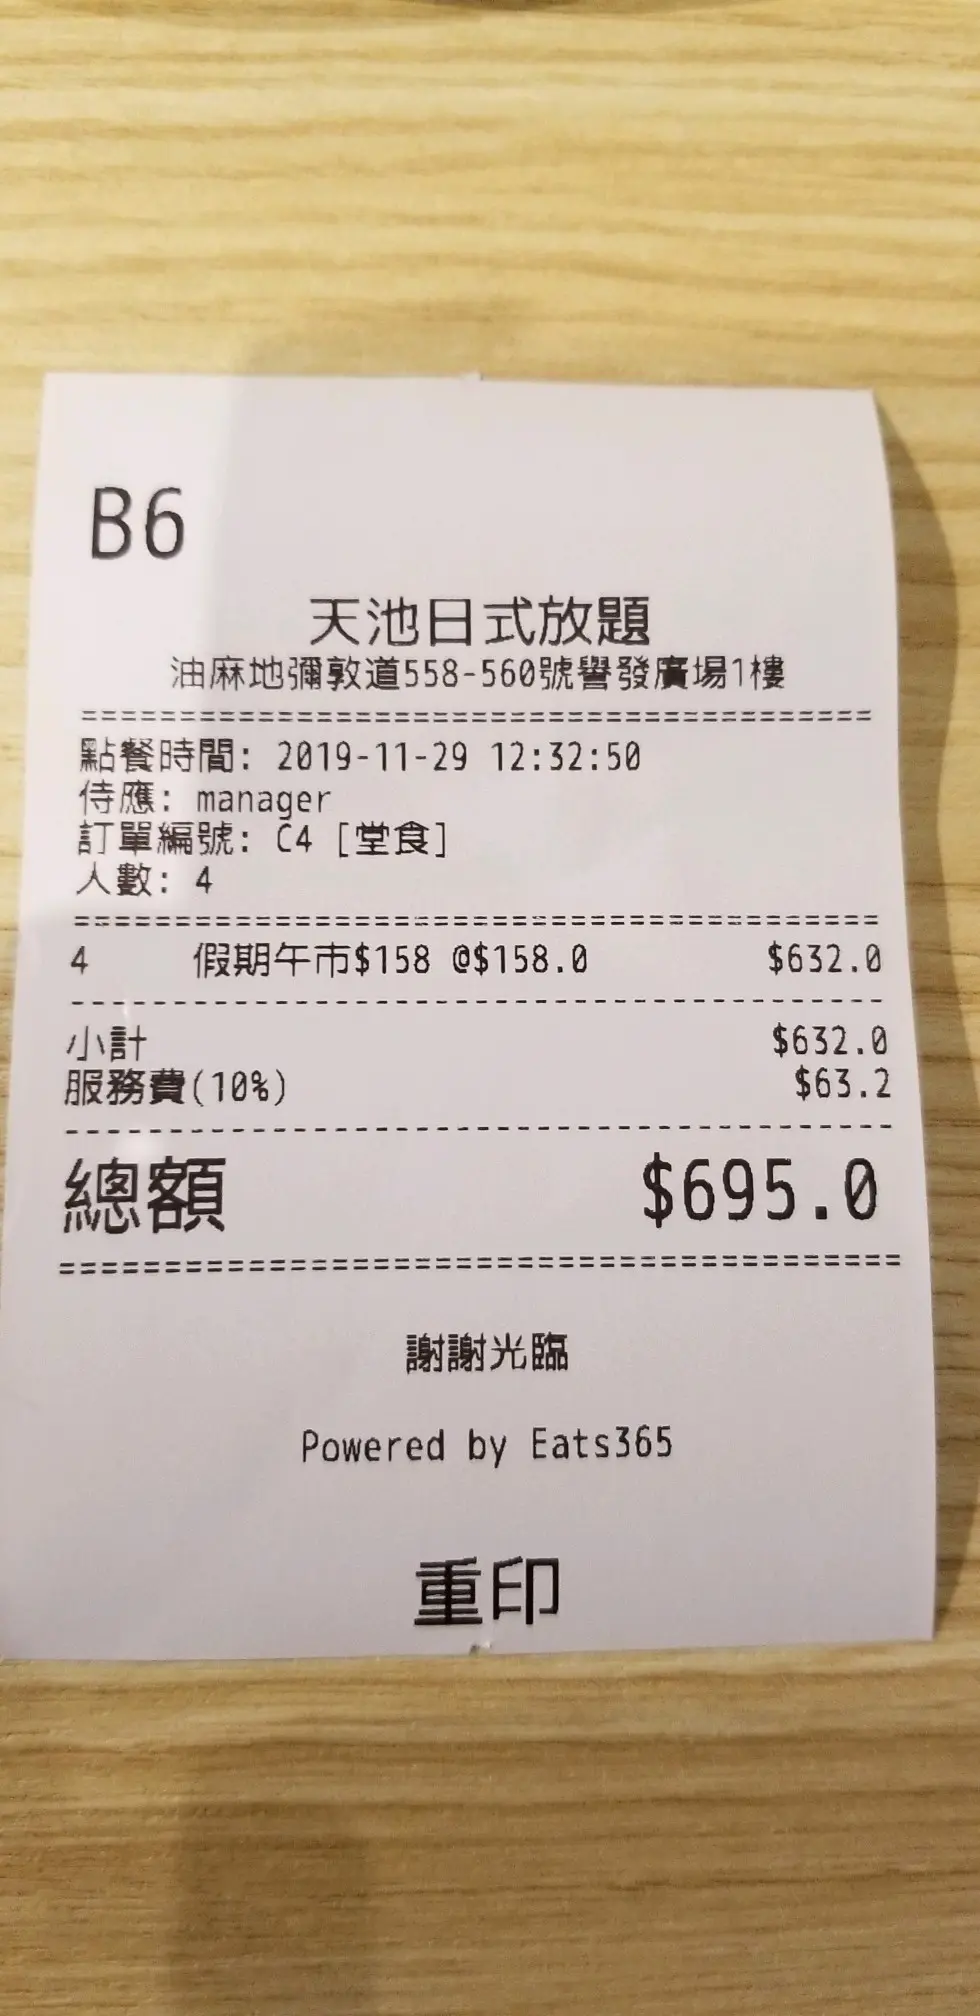 B6
天池日式放題
油麻地彌敦道558-560號譽發廣場1樓
========================================
點餐時間: 2019-11-29 12:32:50
侍應: manager
訂單編號: C4 [堂食]
人數: 4
========================================
4 假期午市$158 @$158.0 $632.0
----------------------------------------
小計 $632.0
服務費(10%) $63.2
----------------------------------------
總額 $695.0
========================================
謝謝光臨
Powered by Eats365
重印